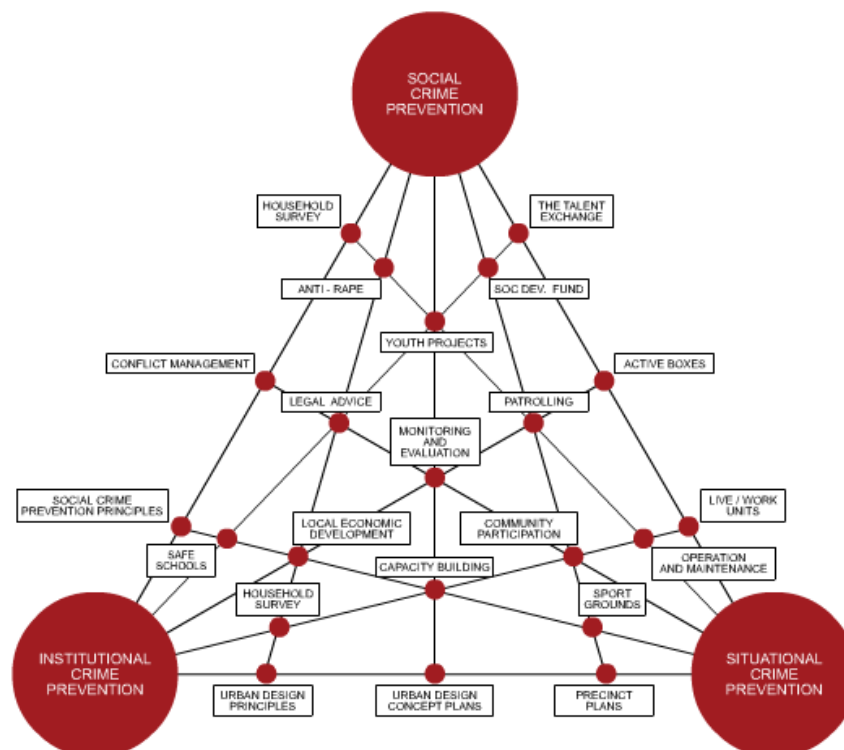 SOCIAL
CRIME
PREVENTION
HOUSEHOLD
SURVEY
THE TALENT
EXCHANGE
ANTI - RAPE
SOC DEV. FUND
YOUTH PROJECTS
CONFLICT MANAGEMENT
ACTIVE BOXES
LEGAL ADVICE
PATROLLING
MONITORING
AND
EVALUATION
SOCIAL CRIME
PREVENTION PRINCIPLES
LIVE / WORK
UNITS
LOCAL ECONOMIC
DEVELOPMENT
COMMUNITY
PARTICIPATION
SAFE
SCHOOLS
CAPACITY BUILDING
OPERATION
AND MAINTENANCE
HOUSEHOLD
SURVEY
SPORT
GROUNDS
INSTITUTIONAL
CRIME
PREVENTION
SITUATIONAL
CRIME
PREVENTION
URBAN DESIGN
PRINCIPLES
URBAN DESIGN
CONCEPT PLANS
PRECINCT
PLANS